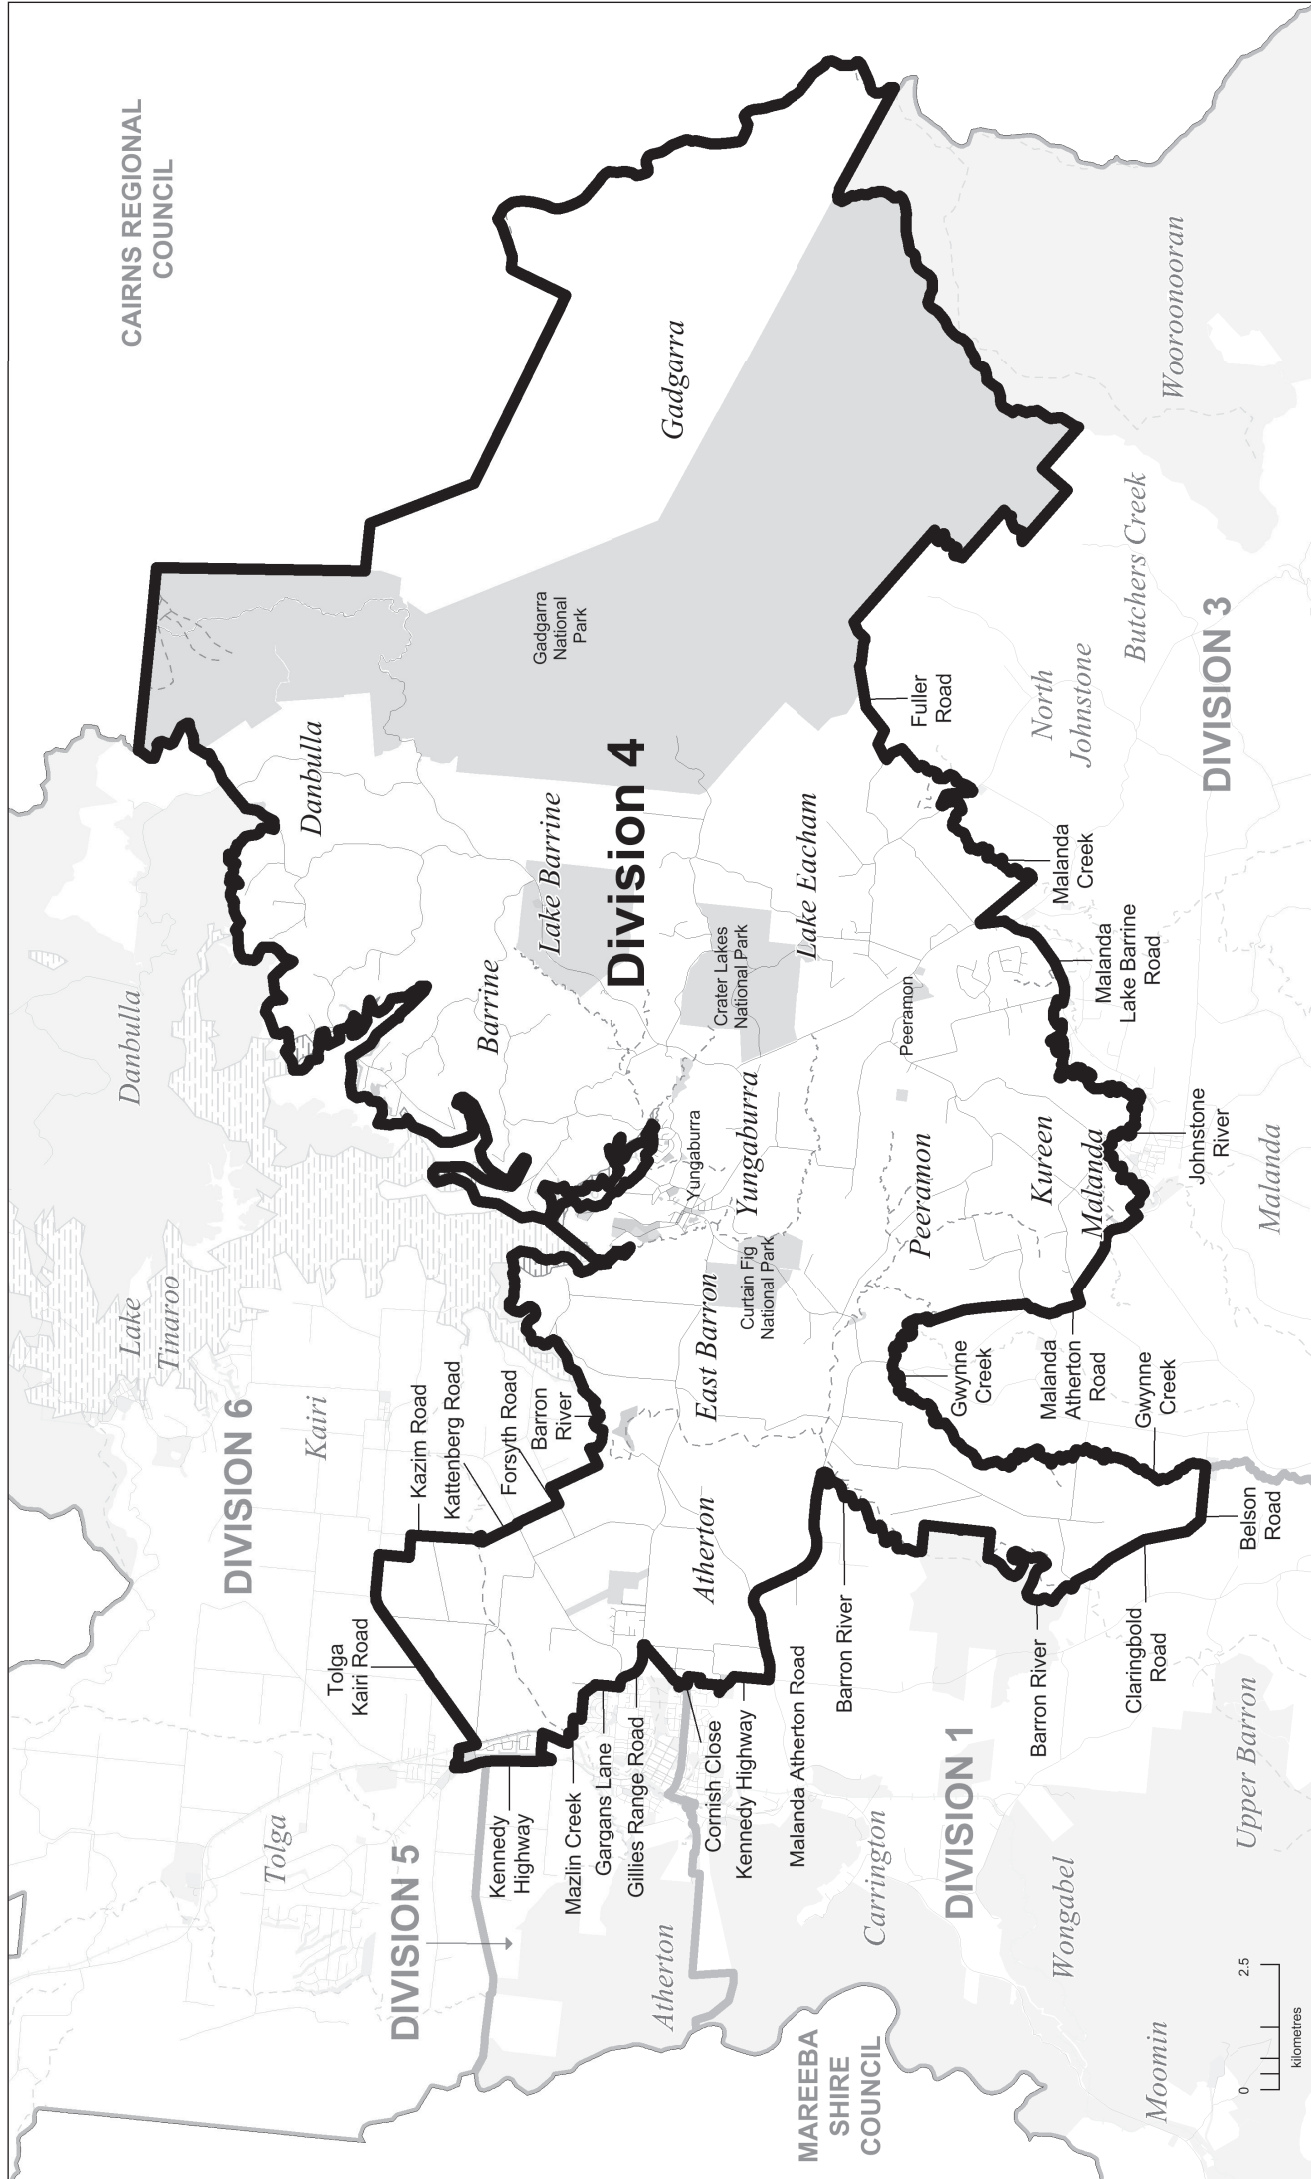 CAIRNS REGIONAL
COUNCIL
Danbulla
Lake
Tinaroo
DIVISION 6
Kairi
Tolga
DIVISION 5
Danbulla
Gadgarra
Gadgarra
National
Park
Barrine
Lake Barrine
Division 4
Kazim Road
Kattenberg Road
Forsyth Road
Barron
River
Tolga
Kairi Road
Kennedy
Highway
Mazlin Creek
Gargans Lane
Gillies Range Road
Cornish Close
Kennedy Highway
Malanda Atherton Road
Atherton
Atherton
East Barron
Curtain Fig
National Park
Yungaburra
Yungaburra
Crater Lakes
National Park
Lake Eacham
Peeramon
Peeramon
Kureen
Malanda
Fuller
Road
Malanda
Creek
Malanda
Lake Barrine
Road
Johnstone
River
Gwynne
Creek
Malanda
Atherton
Road
Gwynne
Creek
Belson
Road
Claringbold
Road
Barron River
Barron River
North
Johnstone
Butchers Creek
Wooroonooran
DIVISION 3
Malanda
Upper Barron
DIVISION 1
Carrington
Wongabel
Moomin
MAREEBA
SHIRE
COUNCIL
0
2.5
kilometres